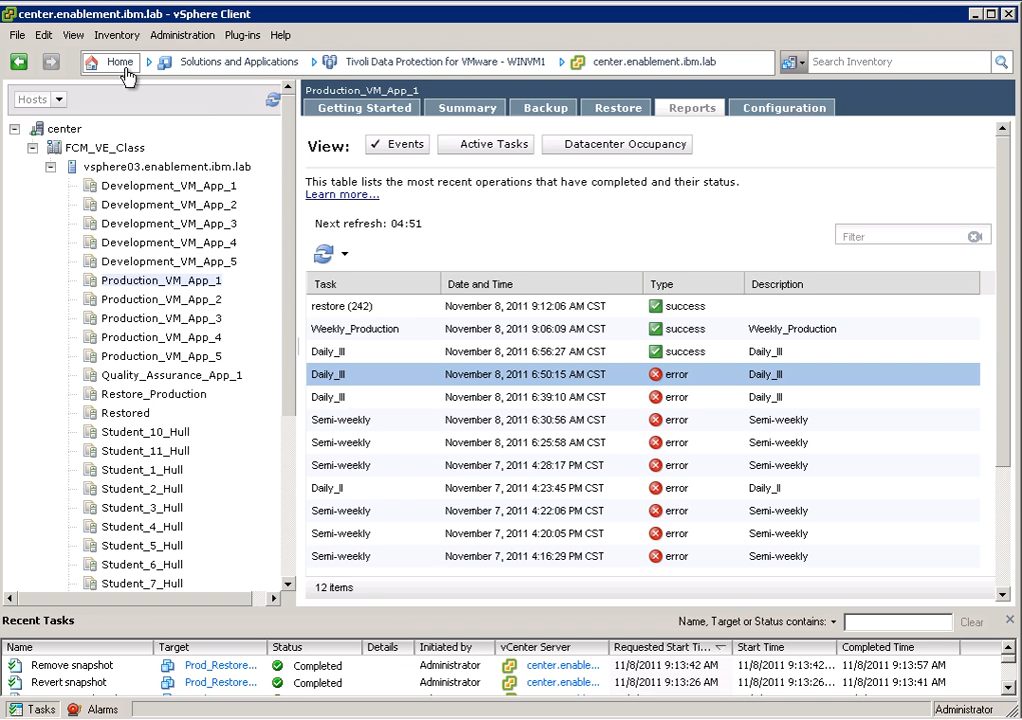 center.enablement.ibm.lab - vSphere Client
File Edit View Inventory Administration Plug-ins Help
Home Solutions and Applications Tivoli Data Protection for VMware - WINVM1 center.enablement.ibm.lab Search Inventory
Hosts
center
FCM_VE_Class
vsphere03.enablement.ibm.lab
Development_VM_App_1
Development_VM_App_2
Development_VM_App_3
Development_VM_App_4
Development_VM_App_5
Production_VM_App_1
Production_VM_App_2
Production_VM_App_3
Production_VM_App_4
Production_VM_App_5
Quality_Assurance_App_1
Restore_Production
Restored
Student_10_Hull
Student_11_Hull
Student_1_Hull
Student_2_Hull
Student_3_Hull
Student_4_Hull
Student_5_Hull
Student_6_Hull
Student_7_Hull
Production_VM_App_1
Getting Started Summary Backup Restore Reports Configuration
View: Events Active Tasks Datacenter Occupancy
This table lists the most recent operations that have completed and their status.
Learn more...
Next refresh: 04:51
Filter
Task Date and Time Type Description
restore (242) November 8, 2011 9:12:06 AM CST success
Weekly_Production November 8, 2011 9:06:09 AM CST success Weekly_Production
Daily_III November 8, 2011 6:56:27 AM CST success Daily_III
Daily_III November 8, 2011 6:50:15 AM CST error Daily_III
Daily_III November 8, 2011 6:39:10 AM CST error Daily_III
Semi-weekly November 8, 2011 6:30:56 AM CST error Semi-weekly
Semi-weekly November 8, 2011 6:25:58 AM CST error Semi-weekly
Semi-weekly November 7, 2011 4:28:17 PM CST error Semi-weekly
Daily_II November 7, 2011 4:23:45 PM CST error Daily_II
Semi-weekly November 7, 2011 4:22:06 PM CST error Semi-weekly
Semi-weekly November 7, 2011 4:20:05 PM CST error Semi-weekly
Semi-weekly November 7, 2011 4:16:29 PM CST error Semi-weekly
12 items
Recent Tasks Name, Target or Status contains: Clear
Name Target Status Details Initiated by vCenter Server Requested Start Ti... Start Time Completed Time
Remove snapshot Prod_Restore... Completed Administrator center.enable... 11/8/2011 9:13:42 AM 11/8/2011 9:13:42... 11/8/2011 9:13:57 AM
Revert snapshot Prod_Restore... Completed Administrator center.enable... 11/8/2011 9:13:26 AM 11/8/2011 9:13:26... 11/8/2011 9:13:41 AM
Tasks Alarms Administrator